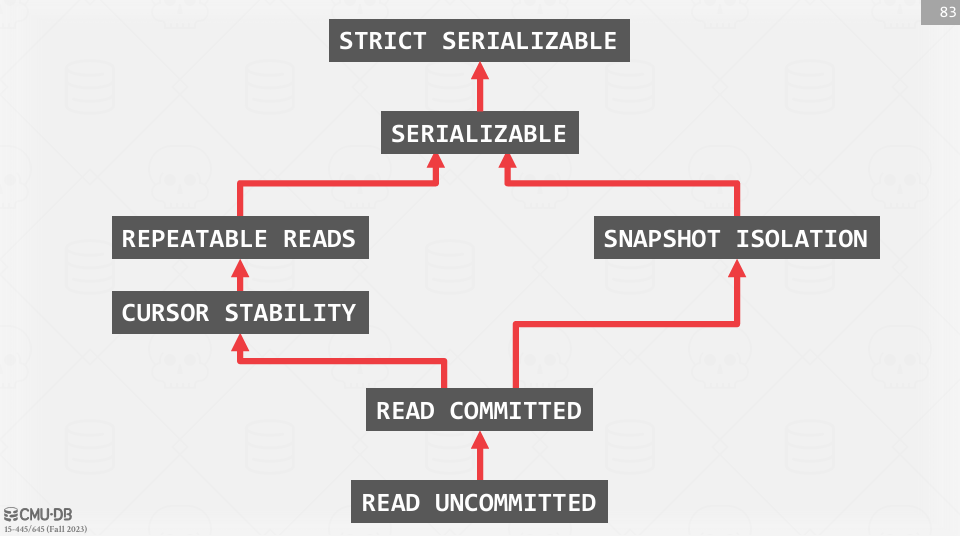 83
STRICT SERIALIZABLE
SERIALIZABLE
REPEATABLE READS
SNAPSHOT ISOLATION
CURSOR STABILITY
READ COMMITTED
READ UNCOMMITTED
CMU·DB
15-445/645 (Fall 2023)